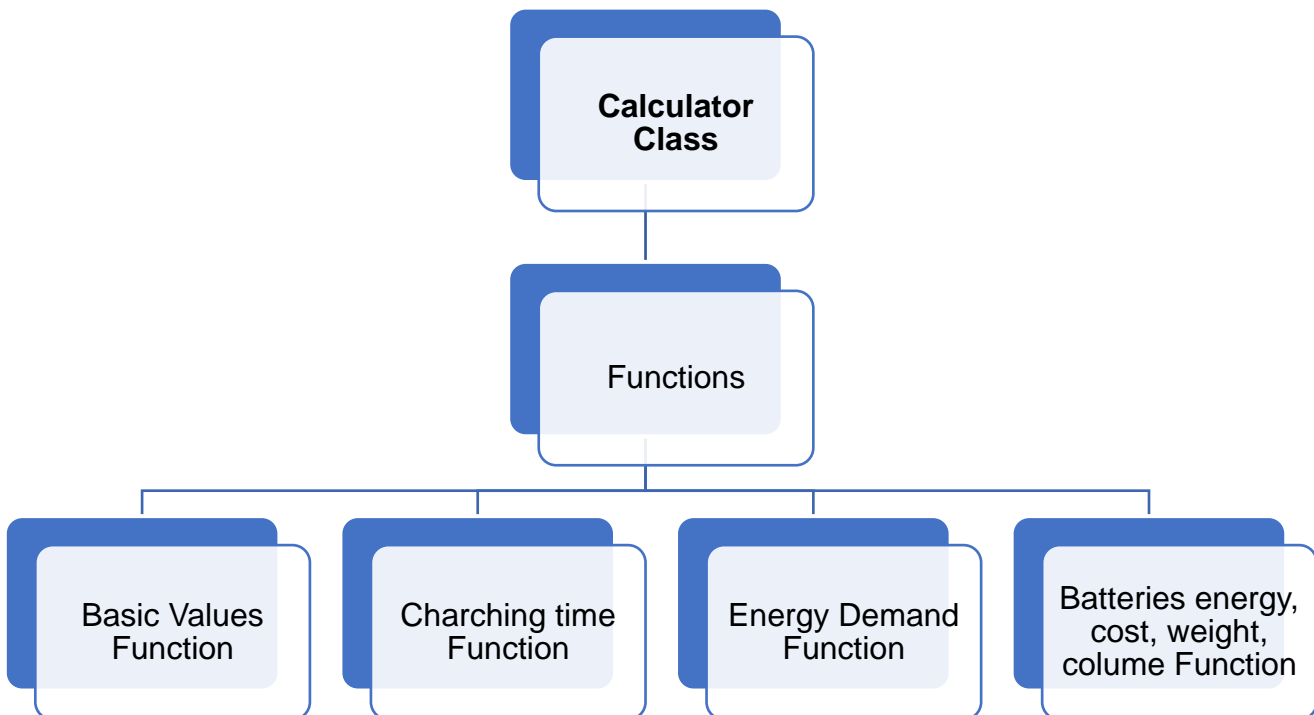 Calculator
Class
Functions
Basic Values
Function
Charching time
Function
Energy Demand
Function
Batteries energy,
cost, weight,
colume Function